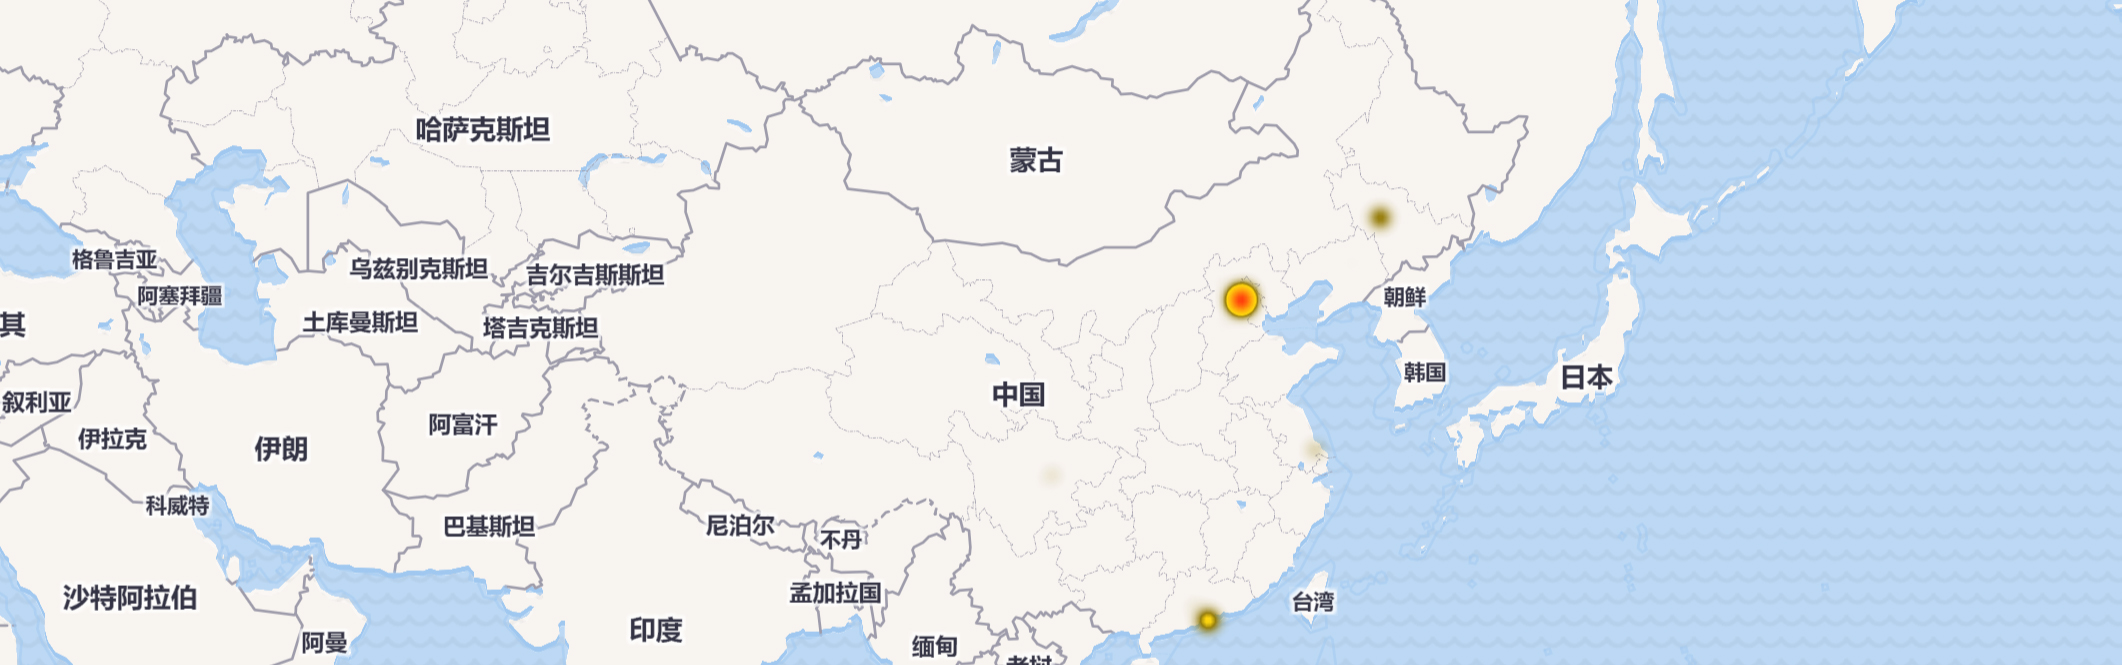 哈萨克斯坦
蒙古
格鲁吉亚
乌兹别克斯坦
吉尔吉斯斯坦
阿塞拜疆
朝鲜
其
土库曼斯坦
塔吉克斯坦
韩国
日本
中国
叙利亚
阿富汗
伊拉克
伊朗
科威特
巴基斯坦
尼泊尔
不丹
孟加拉国
沙特阿拉伯
台湾
印度
阿曼
缅甸
老挝